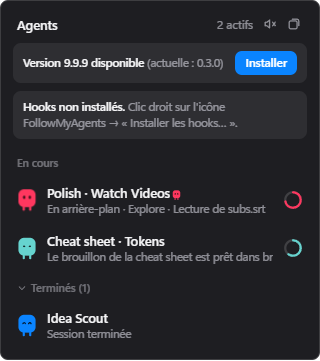 Agents
2 actifs
Version 9.9.9 disponible (actuelle : 0.3.0)
Installer
Hooks non installés. Clic droit sur l'icône
FollowMyAgents → « Installer les hooks... ».
En cours
Polish · Watch Videos
En arrière-plan · Explore · Lecture de subs.srt
Cheat sheet · Tokens
Le brouillon de la cheat sheet est prêt dans br
Terminés (1)
Idea Scout
Session terminée